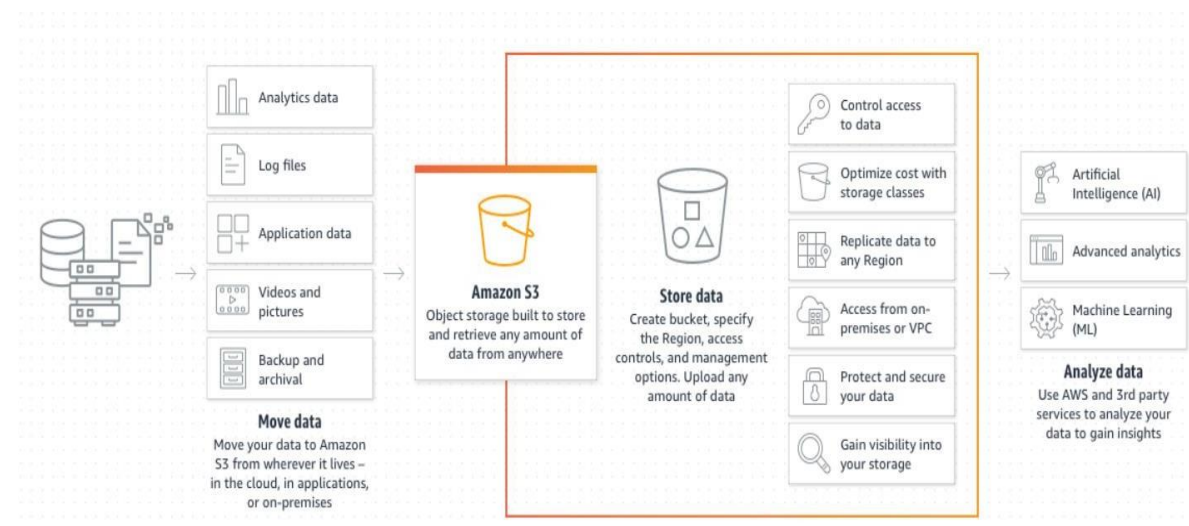 Analytics data
Log files
Application data
Videos and
pictures
Backup and
archival
Move data
Move your data to Amazon
S3 from wherever it lives –
in the cloud, in applications,
or on-premises
Amazon S3
Object storage built to store
and retrieve any amount of
data from anywhere
Store data
Create bucket, specify
the Region, access
controls, and management
options. Upload any
amount of data
Control access
to data
Optimize cost with
storage classes
Replicate data to
any Region
Access from on-
premises or VPC
Protect and secure
your data
Gain visibility into
your storage
Artificial
Intelligence (AI)
Advanced analytics
Machine Learning
(ML)
Analyze data
Use AWS and 3rd party
services to analyze your
data to gain insights